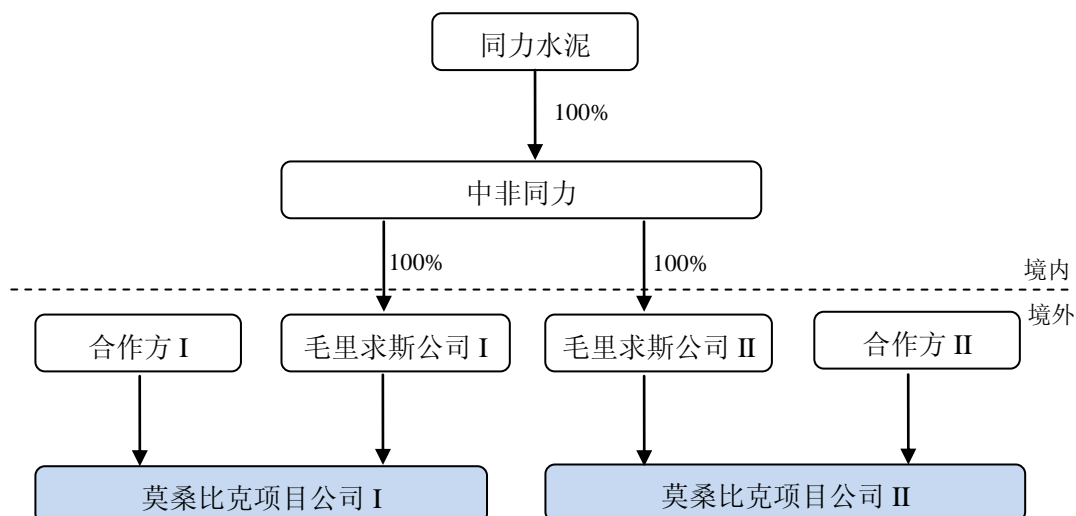 同力水泥
100%
中非同力
100%
100%
境内
境外
合作方 I
毛里求斯公司 I
毛里求斯公司 II
合作方 II
莫桑比克项目公司 I
莫桑比克项目公司 II